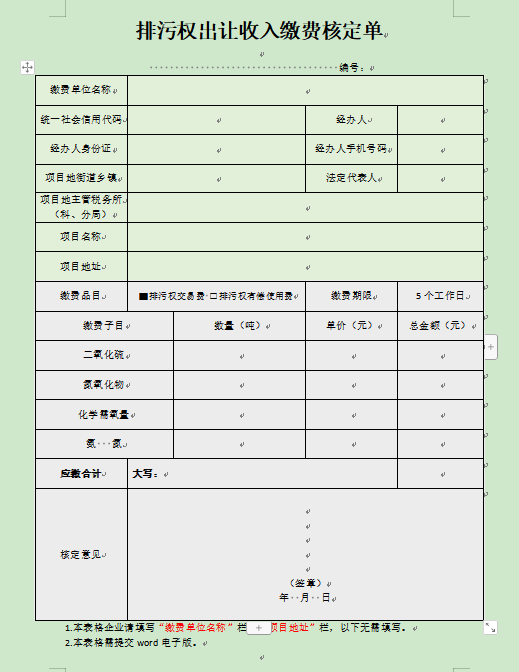 排污权出让收入缴费核定单
编号：
缴费单位名称
统一社会信用代码 经办人
经办人身份证 经办人手机号码
项目地街道乡镇 法定代表人
项目地主管税务所
（科、分局）
项目名称
项目地址
缴费品目 ■排污权交易费 □排污权有偿使用费 缴费期限 5 个工作日
缴费子目 数量（吨） 单价（元） 总金额（元）
二氧化硫
氮氧化物
化学需氧量
氨 氮
应缴合计 大写：
核定意见
（签章）
年 月 日
1.本表格企业请填写“缴费单位名称”栏 项目地址”栏，以下无需填写。
2.本表格需提交 word 电子版。